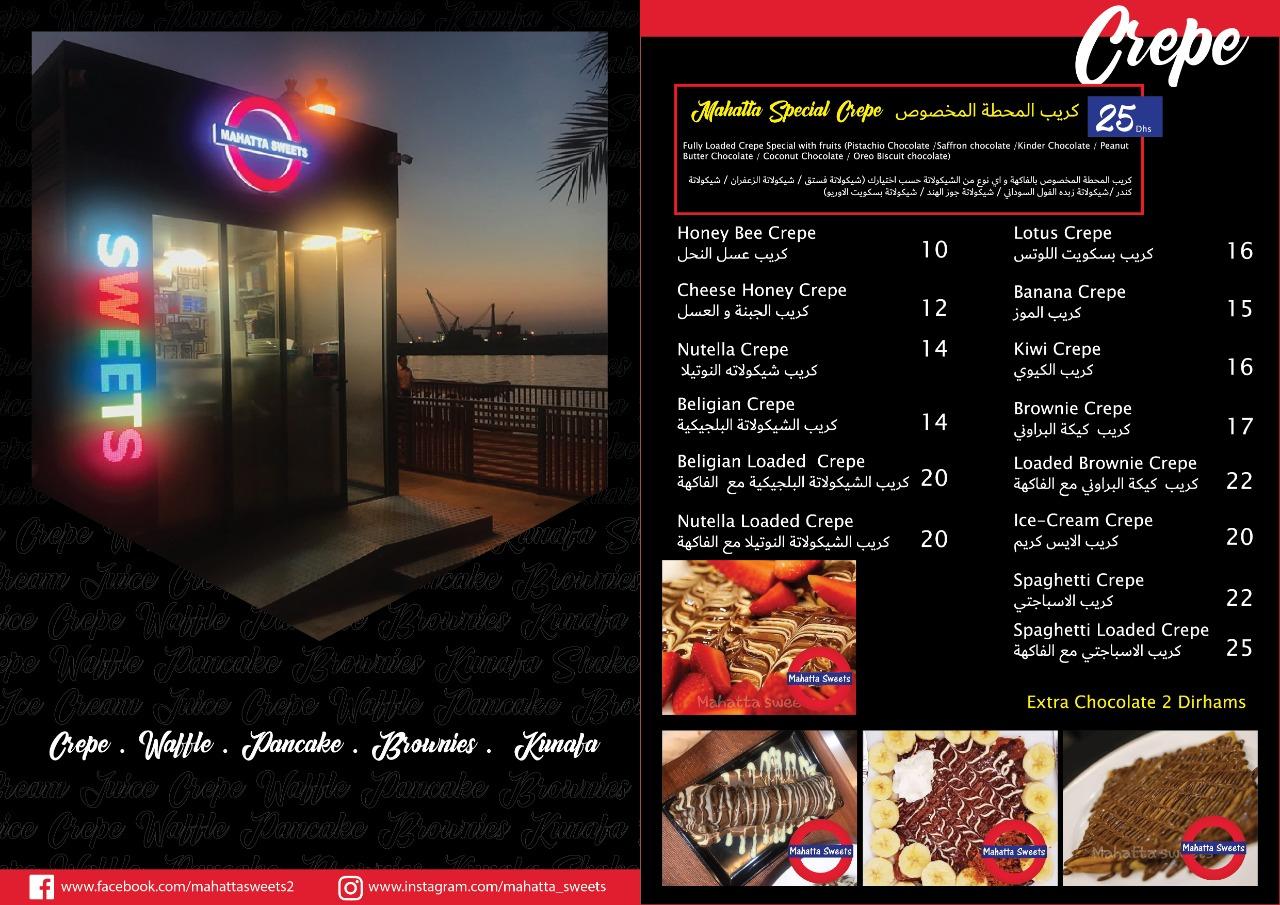 MAHATTA SWEETS
SWEETS
Crepe . Waffle . Pancake . Brownies . Kunafa
www.facebook.com/mahattasweets2
www.instagram.com/mahatta_sweets
Crepe
Mahatta Special Crepe كريب المحطة المخصوص 25 Dhs
Fully Loaded Crepe Special with fruits (Pistachio Chocolate /Saffron chocolate /Kinder Chocolate / Peanut
Butter Chocolate / Coconut Chocolate / Oreo Biscuit chocolate)
كريب المحطة المخصوص بالفاكهة و اي نوع من الشيكولاتة حسب اختيارك (شيكولاتة فستق / شيكولاتة الزعفران / شيكولاتة
كندر /شيكولاتة زبده الفول السوداني / شيكولاتة جوز الهند / شيكولاتة بسكويت الاوريو)
Honey Bee Crepe 10
كريب عسل النحل
Cheese Honey Crepe 12
كريب الجبنة و العسل
Nutella Crepe 14
كريب شيكولاته النوتيلا
Beligian Crepe 14
كريب الشيكولاتة البلجيكية
Beligian Loaded Crepe 20
كريب الشيكولاتة البلجيكية مع الفاكهة
Nutella Loaded Crepe 20
كريب الشيكولاتة النوتيلا مع الفاكهة
Lotus Crepe 16
كريب بسكويت اللوتس
Banana Crepe 15
كريب الموز
Kiwi Crepe 16
كريب الكيوي
Brownie Crepe 17
كريب كيكة البراوني
Loaded Brownie Crepe 22
كريب كيكة البراوني مع الفاكهة
Ice-Cream Crepe 20
كريب الايس كريم
Spaghetti Crepe 22
كريب الاسباجتي
Spaghetti Loaded Crepe 25
كريب الاسباجتي مع الفاكهة
Extra Chocolate 2 Dirhams
Mahatta Sweets
Mahatta Sweets
Mahatta Sweets
Mahatta Sweets